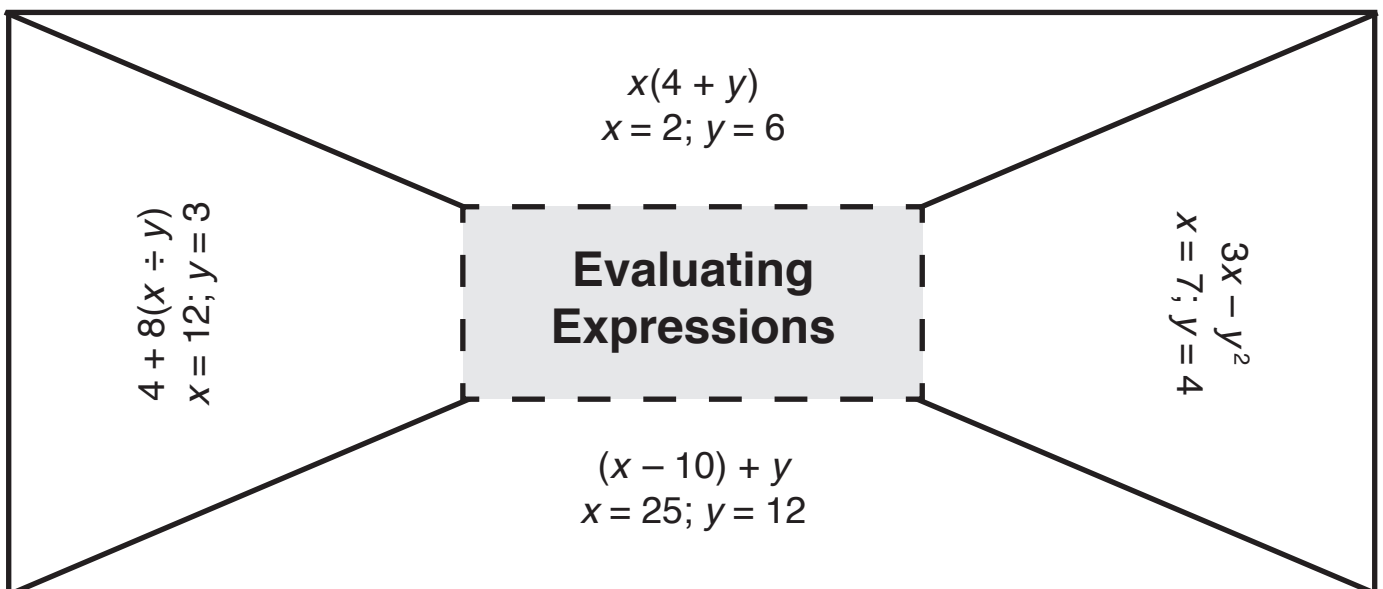 x(4 + y)
x = 2; y = 6
4 + 8(x ÷ y)
x = 12; y = 3
Evaluating
Expressions
3x – y²
x = 7; y = 4
(x – 10) + y
x = 25; y = 12